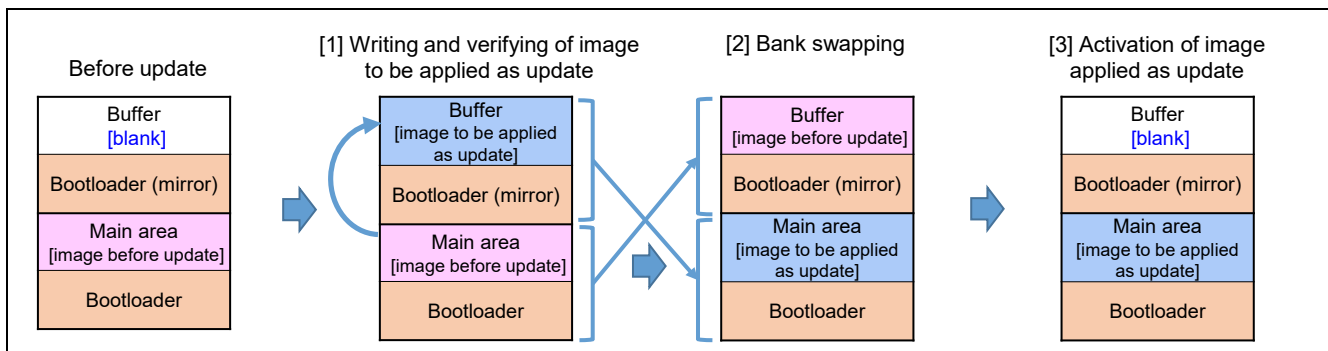 Before update
Buffer
[blank]
Bootloader (mirror)
Main area
[image before update]
Bootloader
[1] Writing and verifying of image
to be applied as update
Buffer
[image to be applied
as update]
Bootloader (mirror)
Main area
[image before update]
Bootloader
[2] Bank swapping
Buffer
[image before update]
Bootloader (mirror)
Main area
[image to be applied
as update]
Bootloader
[3] Activation of image
applied as update
Buffer
[blank]
Bootloader (mirror)
Main area
[image to be applied
as update]
Bootloader